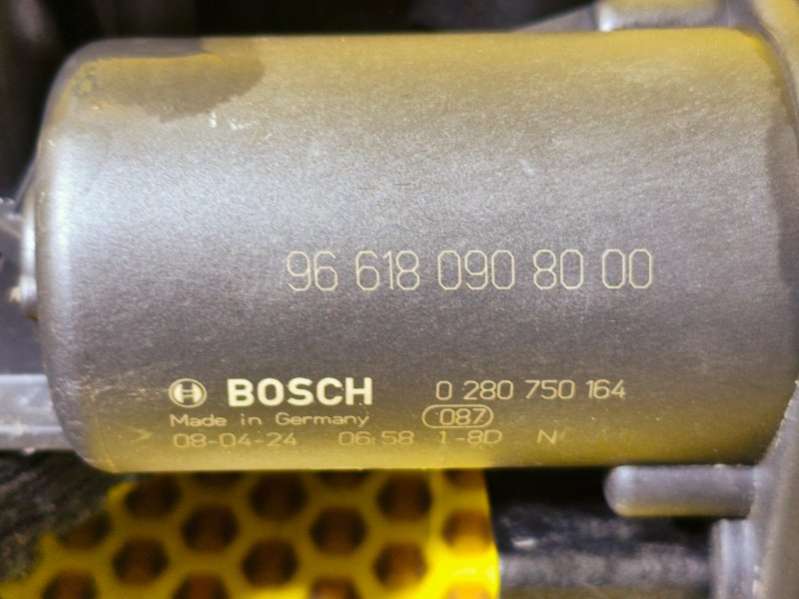 96 618 090 80 00
BOSCH 0 280 750 164
Made in Germany 087
08-04-24 06:58 1-8D